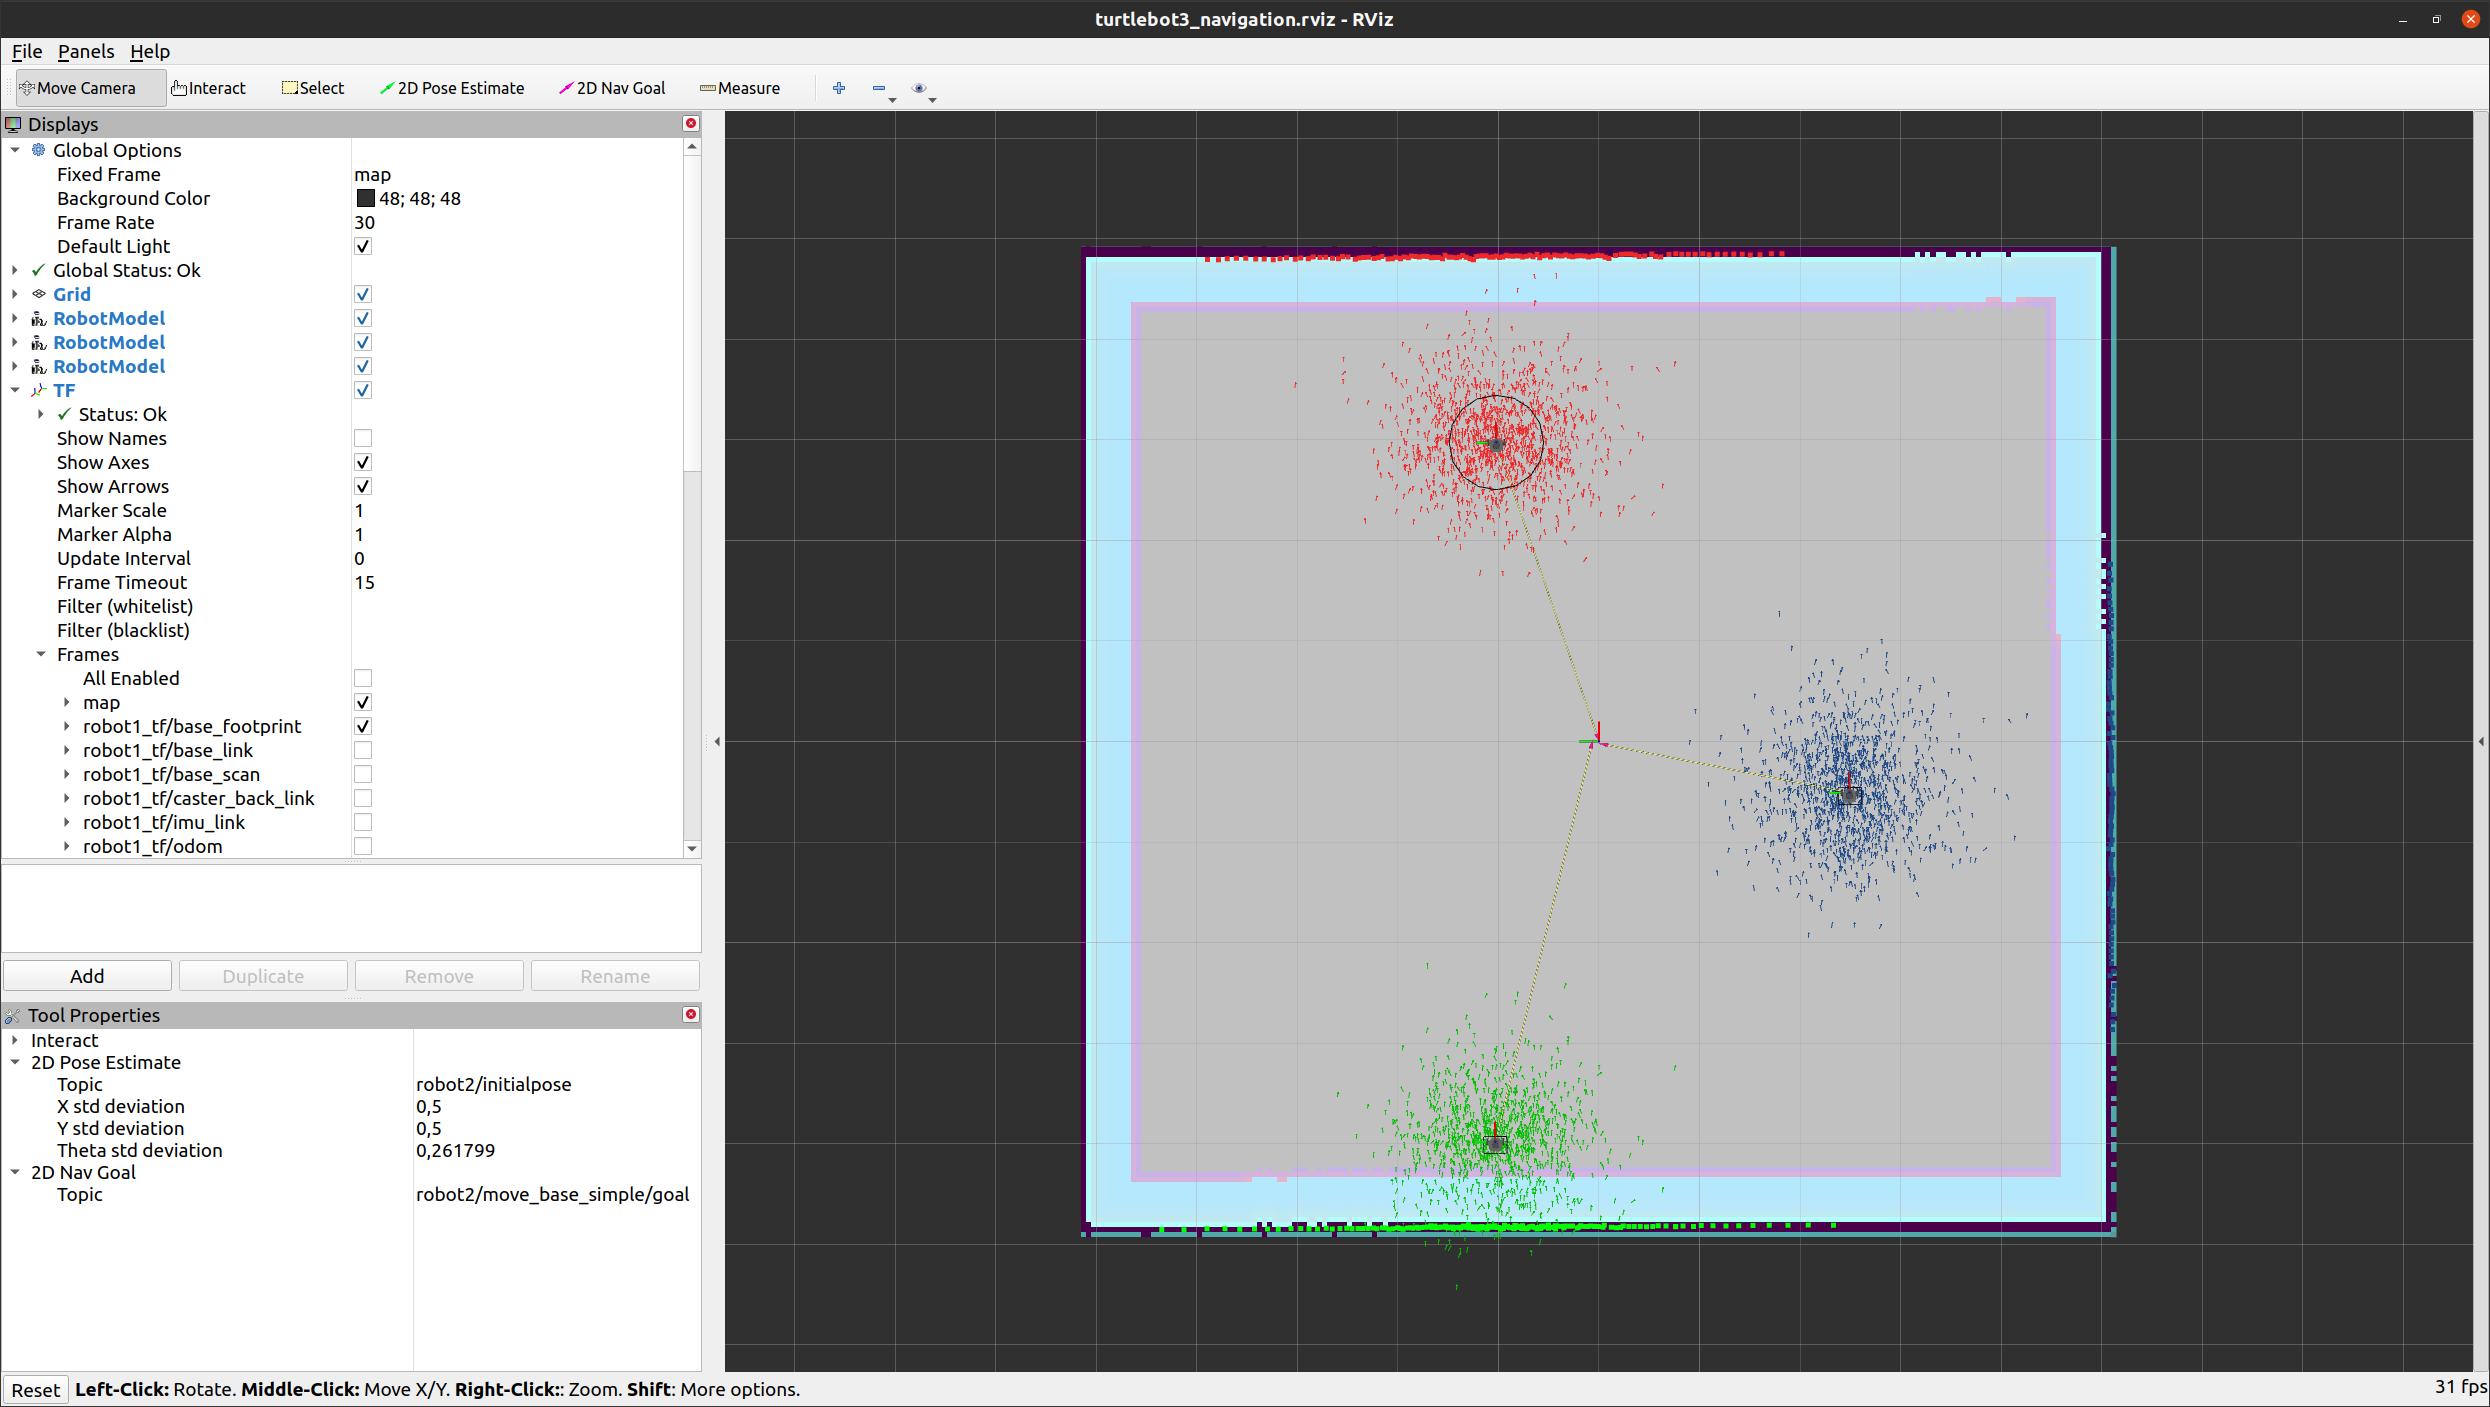 turtlebot3_navigation.rviz - RViz
File Panels Help
Move Camera Interact Select 2D Pose Estimate 2D Nav Goal Measure
Displays
Global Options
Fixed Frame map
Background Color 48; 48; 48
Frame Rate 30
Default Light
Global Status: Ok
Grid
RobotModel
RobotModel
RobotModel
TF
Status: Ok
Show Names
Show Axes
Show Arrows
Marker Scale 1
Marker Alpha 1
Update Interval 0
Frame Timeout 15
Filter (whitelist)
Filter (blacklist)
Frames
All Enabled
map
robot1_tf/base_footprint
robot1_tf/base_link
robot1_tf/base_scan
robot1_tf/caster_back_link
robot1_tf/imu_link
robot1_tf/odom
Add Duplicate Remove Rename
Tool Properties
Interact
2D Pose Estimate
Topic robot2/initialpose
X std deviation 0,5
Y std deviation 0,5
Theta std deviation 0,261799
2D Nav Goal
Topic robot2/move_base_simple/goal
Reset Left-Click: Rotate. Middle-Click: Move X/Y. Right-Click:: Zoom. Shift: More options. 31 fps